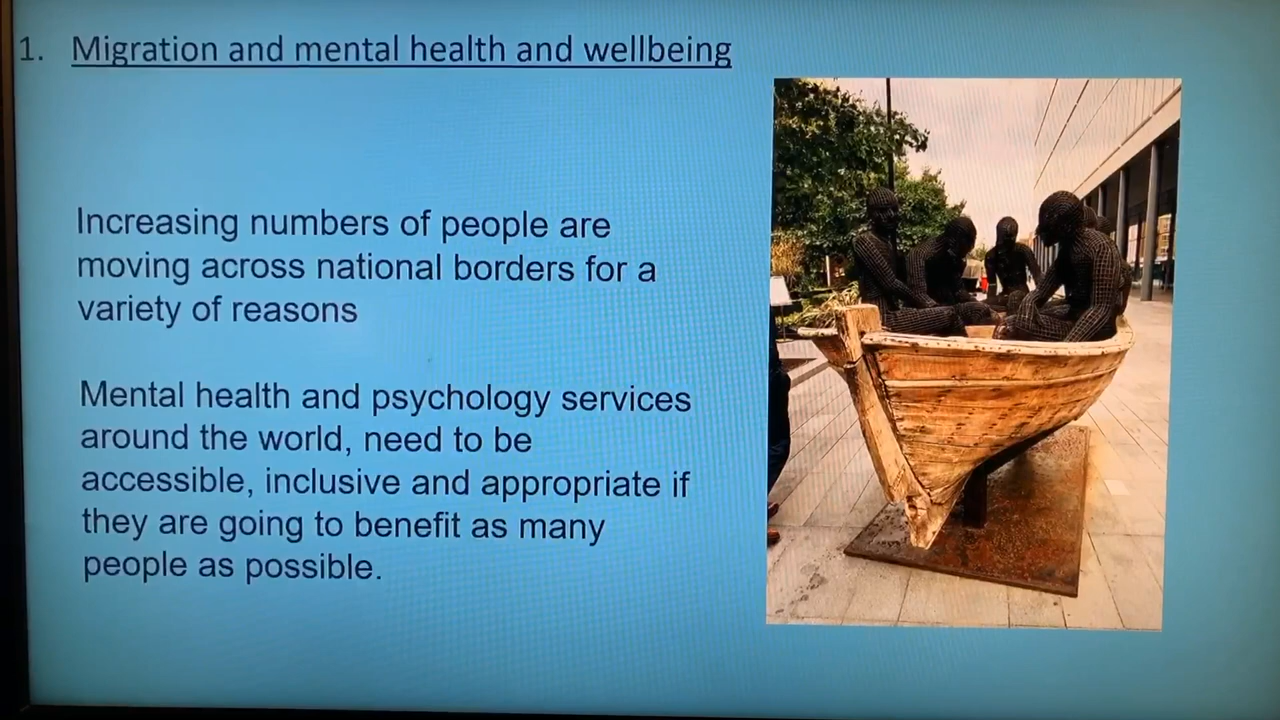 1. Migration and mental health and wellbeing
Increasing numbers of people are
moving across national borders for a
variety of reasons
Mental health and psychology services
around the world, need to be
accessible, inclusive and appropriate if
they are going to benefit as many
people as possible.